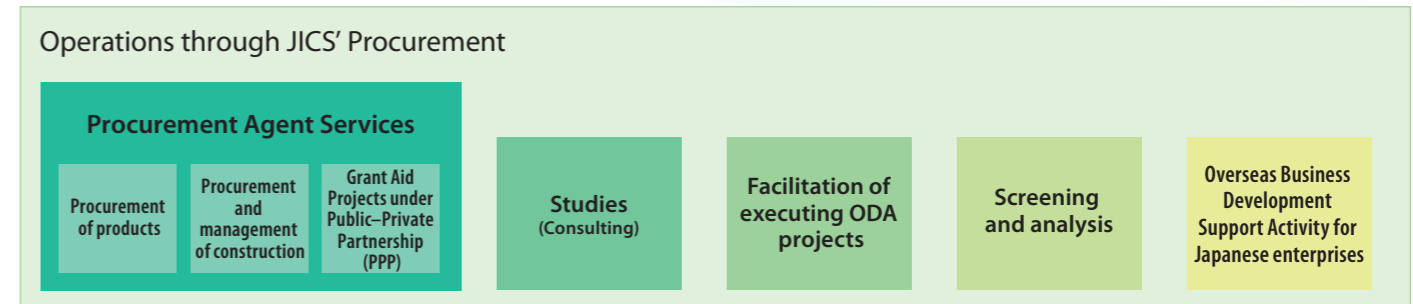 Operations through JICS' Procurement
Procurement Agent Services
Procurement
of products
Procurement
and
management
of construction
Grant Aid
Projects under
Public–Private
Partnership
(PPP)
Studies
(Consulting)
Facilitation of
executing ODA
projects
Screening
and analysis
Overseas Business
Development
Support Activity for
Japanese enterprises